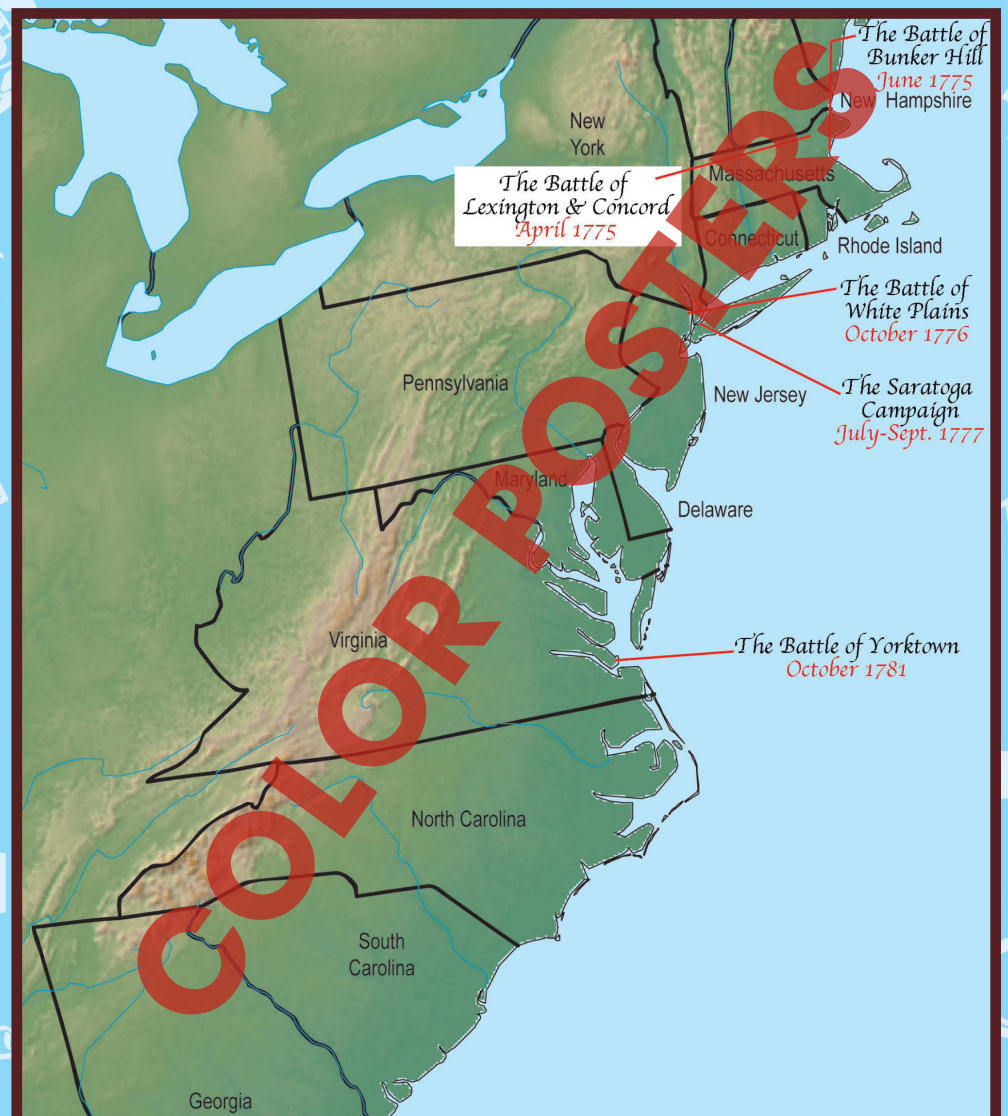 The Battle of
Bunker Hill
June 1775
New Hampshire
New
York
Massachusetts
The Battle of
Lexington & Concord
April 1775
Connecticut
Rhode Island
The Battle of
White Plains
October 1776
Pennsylvania
New Jersey
The Saratoga
Campaign
July-Sept. 1777
Maryland
Delaware
Virginia
The Battle of Yorktown
October 1781
North Carolina
South
Carolina
Georgia
COLOR POSTERS